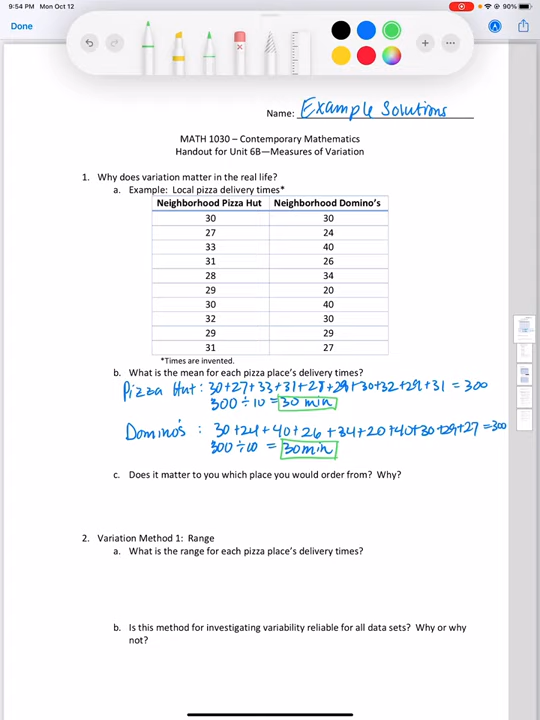 9:54 PM Mon Oct 12
90%
Done
Name: Example Solutions
MATH 1030 – Contemporary Mathematics
Handout for Unit 6B—Measures of Variation
1. Why does variation matter in the real life?
a. Example: Local pizza delivery times*
Neighborhood Pizza Hut Neighborhood Domino's
30 30
27 24
33 40
31 26
28 34
29 20
30 40
32 30
29 29
31 27
*Times are invented.
b. What is the mean for each pizza place's delivery times?
Pizza Hut: 30+27+33+31+28+29+30+32+29+31 = 300
300 ÷ 10 = 30 min
Domino's : 30+24+40+26+34+20+40+30+29+27 = 300
300 ÷ 10 = 30 min
c. Does it matter to you which place you would order from? Why?
2. Variation Method 1: Range
a. What is the range for each pizza place's delivery times?
b. Is this method for investigating variability reliable for all data sets? Why or why
not?